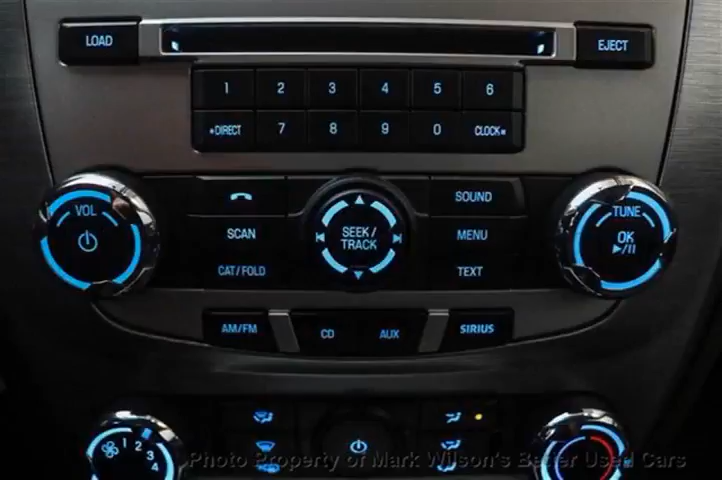 LOAD
EJECT
1 2 3 4 5 6
*DIRECT 7 8 9 0 CLOCK
VOL
SOUND
TUNE
SCAN
SEEK/
TRACK
MENU
OK
CAT/FOLD
TEXT
AM/FM
CD
AUX
SIRIUS
1 2 3 4
Photo Property of Mark Wilson's Better Used Cars